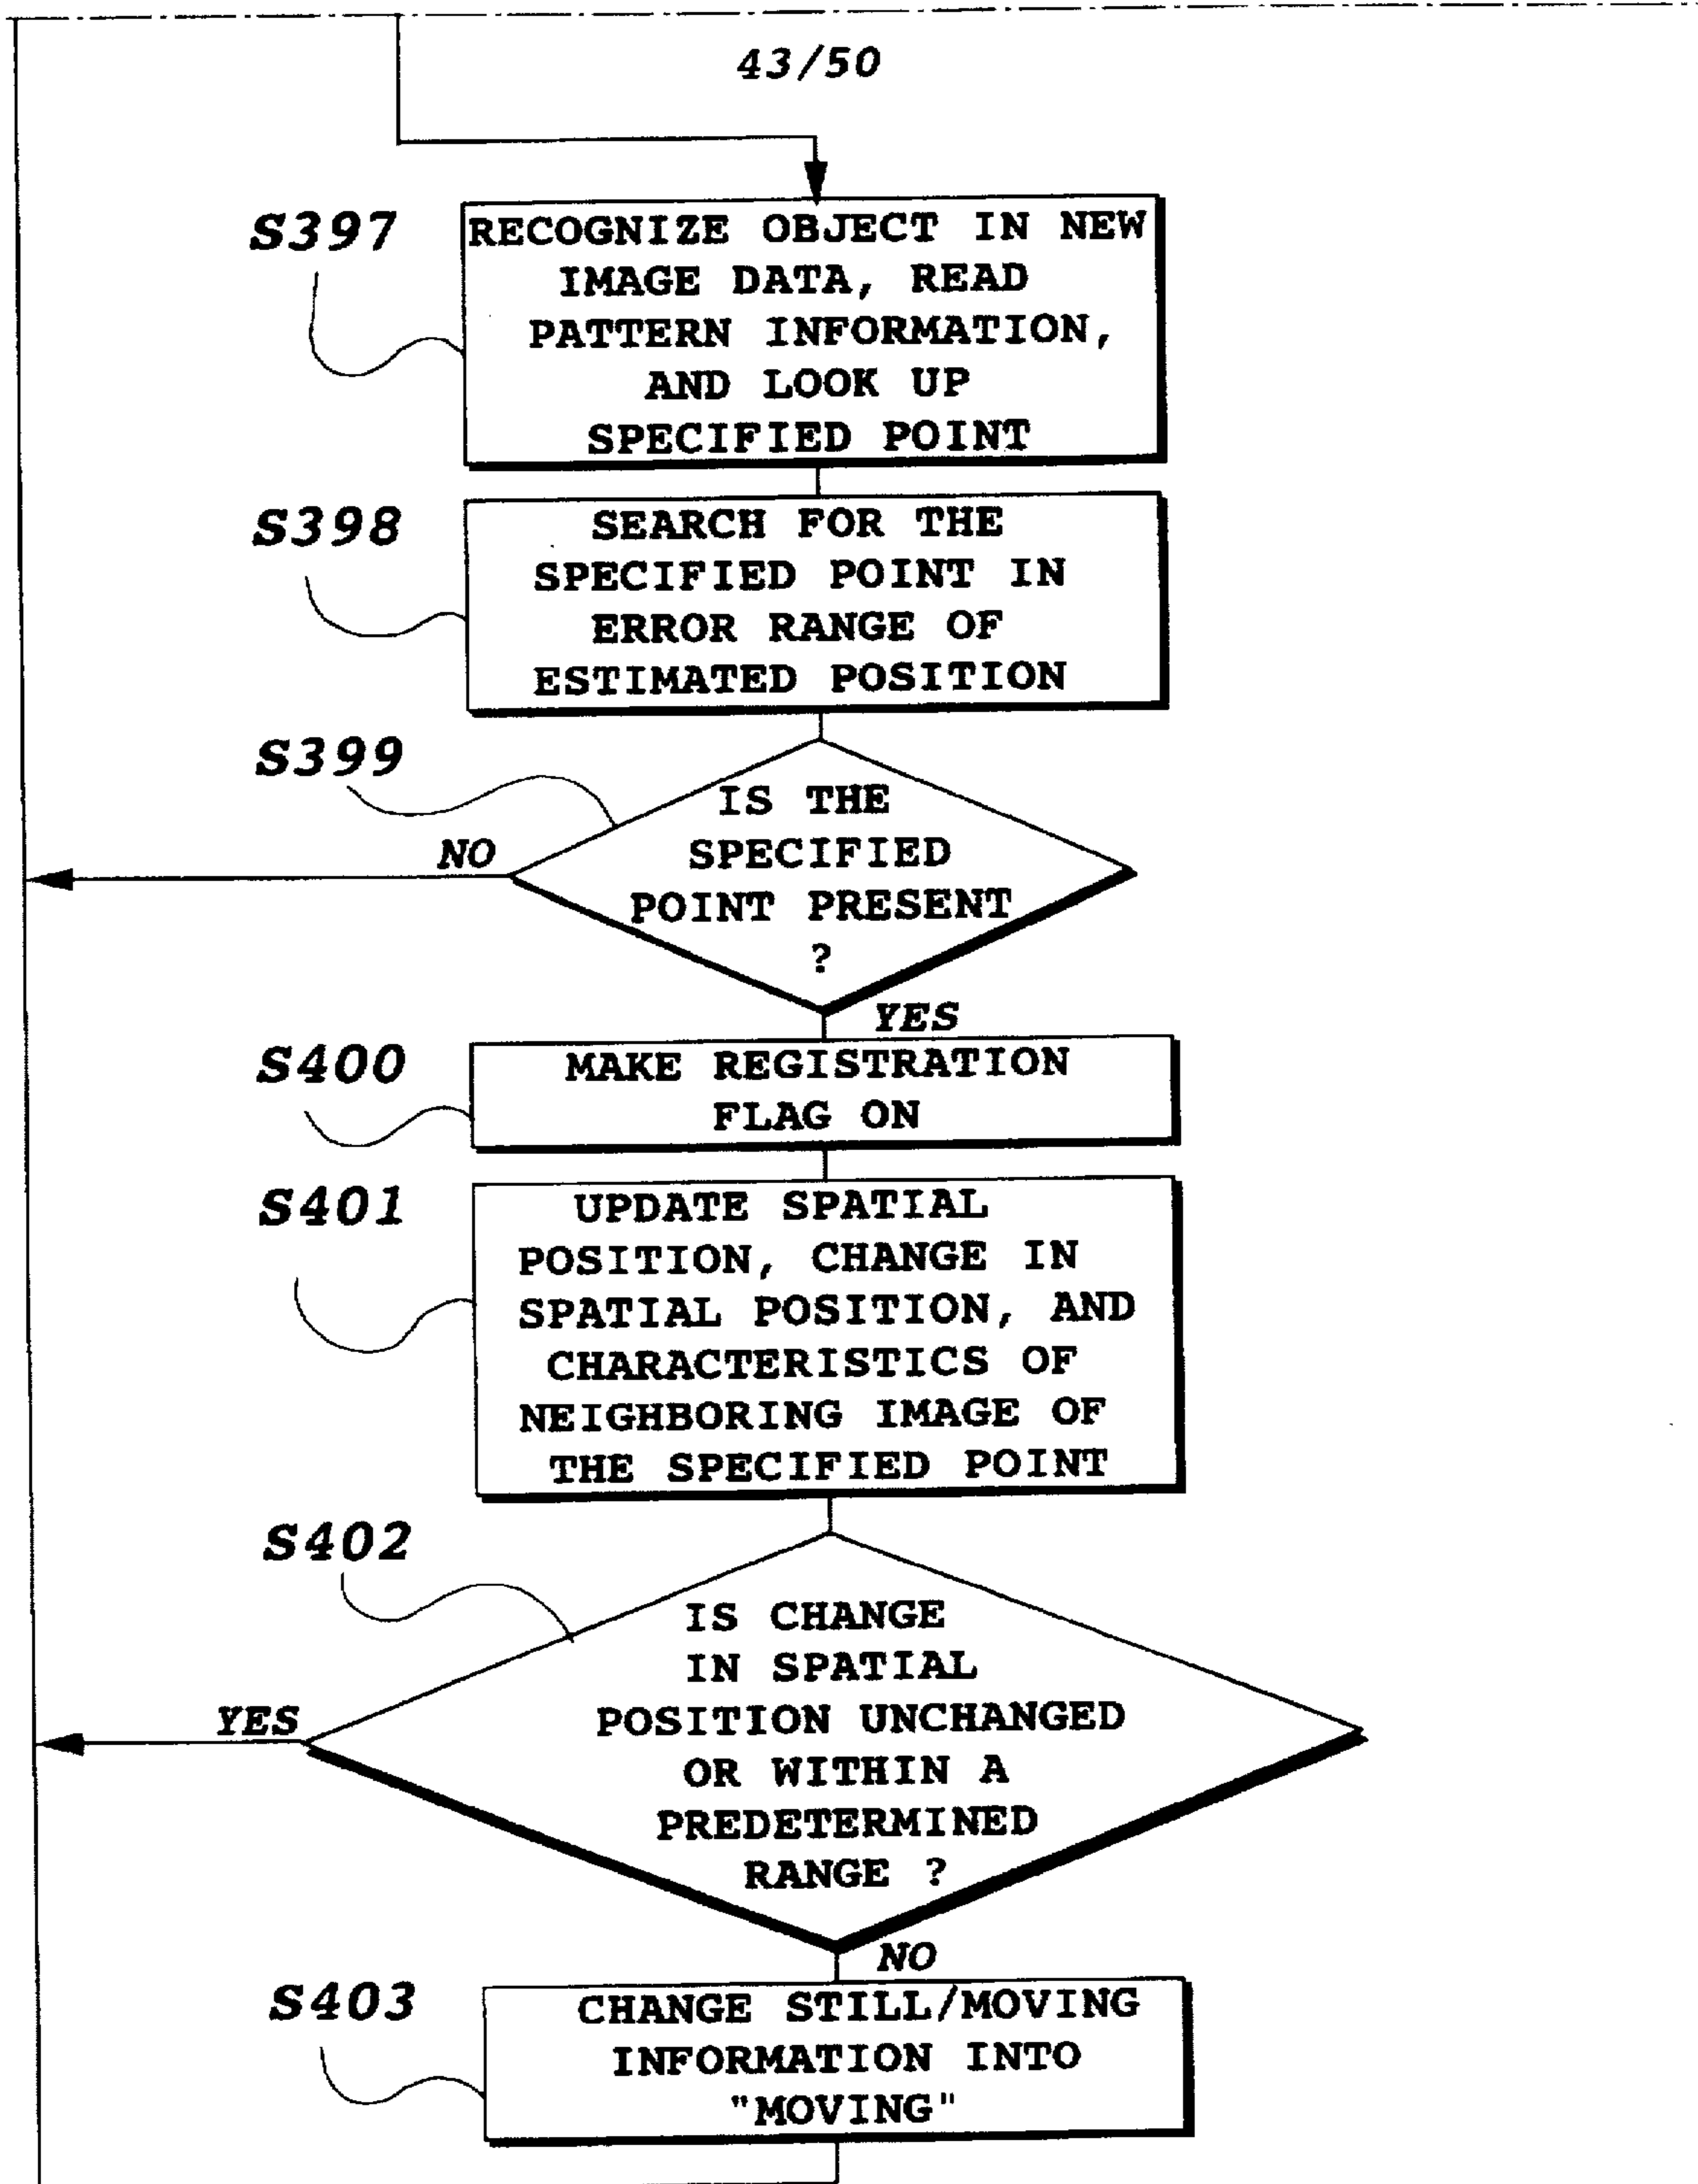 43/50
S397
RECOGNIZE OBJECT IN NEW
IMAGE DATA, READ
PATTERN INFORMATION,
AND LOOK UP
SPECIFIED POINT
S398
SEARCH FOR THE
SPECIFIED POINT IN
ERROR RANGE OF
ESTIMATED POSITION
S399
IS THE
SPECIFIED
POINT PRESENT
?
NO
YES
S400
MAKE REGISTRATION
FLAG ON
S401
UPDATE SPATIAL
POSITION, CHANGE IN
SPATIAL POSITION, AND
CHARACTERISTICS OF
NEIGHBORING IMAGE OF
THE SPECIFIED POINT
S402
IS CHANGE
IN SPATIAL
POSITION UNCHANGED
OR WITHIN A
PREDETERMINED
RANGE ?
YES
NO
S403
CHANGE STILL/MOVING
INFORMATION INTO
"MOVING"